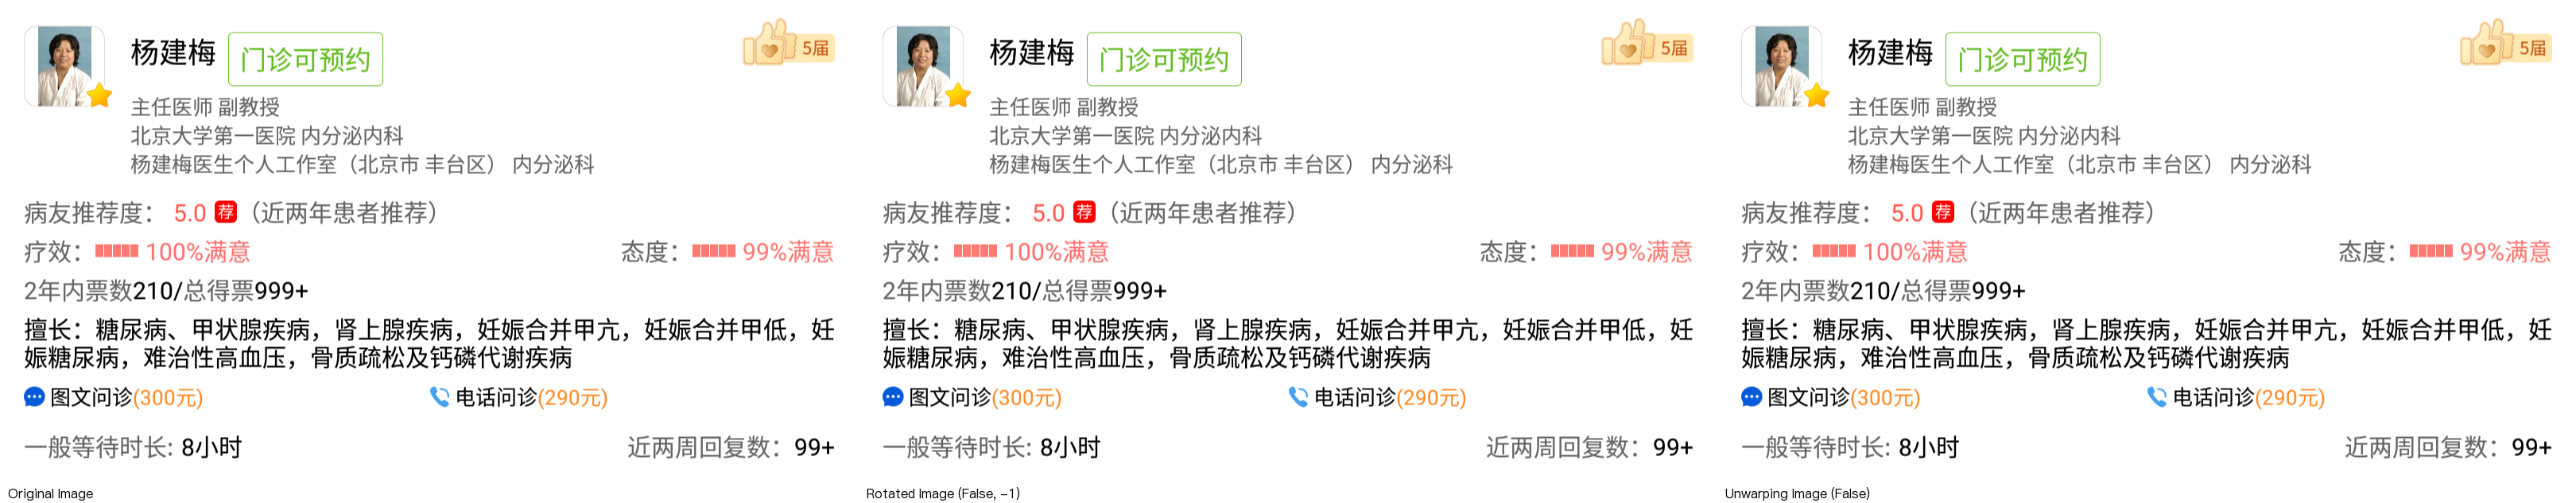 杨建梅 门诊可预约 5届
主任医师 副教授
北京大学第一医院 内分泌内科
杨建梅医生个人工作室（北京市 丰台区） 内分泌科
病友推荐度： 5.0 荐（近两年患者推荐）
疗效： 100%满意 态度： 99%满意
2年内票数210/总得票999+
擅长：糖尿病、甲状腺疾病，肾上腺疾病，妊娠合并甲亢，妊娠合并甲低，妊
娠糖尿病，难治性高血压，骨质疏松及钙磷代谢疾病
图文问诊(300元) 电话问诊(290元)
一般等待时长: 8小时 近两周回复数：99+
Original Image
杨建梅 门诊可预约 5届
主任医师 副教授
北京大学第一医院 内分泌内科
杨建梅医生个人工作室（北京市 丰台区） 内分泌科
病友推荐度： 5.0 荐（近两年患者推荐）
疗效： 100%满意 态度： 99%满意
2年内票数210/总得票999+
擅长：糖尿病、甲状腺疾病，肾上腺疾病，妊娠合并甲亢，妊娠合并甲低，妊
娠糖尿病，难治性高血压，骨质疏松及钙磷代谢疾病
图文问诊(300元) 电话问诊(290元)
一般等待时长: 8小时 近两周回复数：99+
Rotated Image (False, -1)
杨建梅 门诊可预约 5届
主任医师 副教授
北京大学第一医院 内分泌内科
杨建梅医生个人工作室（北京市 丰台区） 内分泌科
病友推荐度： 5.0 荐（近两年患者推荐）
疗效： 100%满意 态度： 99%满意
2年内票数210/总得票999+
擅长：糖尿病、甲状腺疾病，肾上腺疾病，妊娠合并甲亢，妊娠合并甲低，妊
娠糖尿病，难治性高血压，骨质疏松及钙磷代谢疾病
图文问诊(300元) 电话问诊(290元)
一般等待时长: 8小时 近两周回复数：99+
Unwarping Image (False)